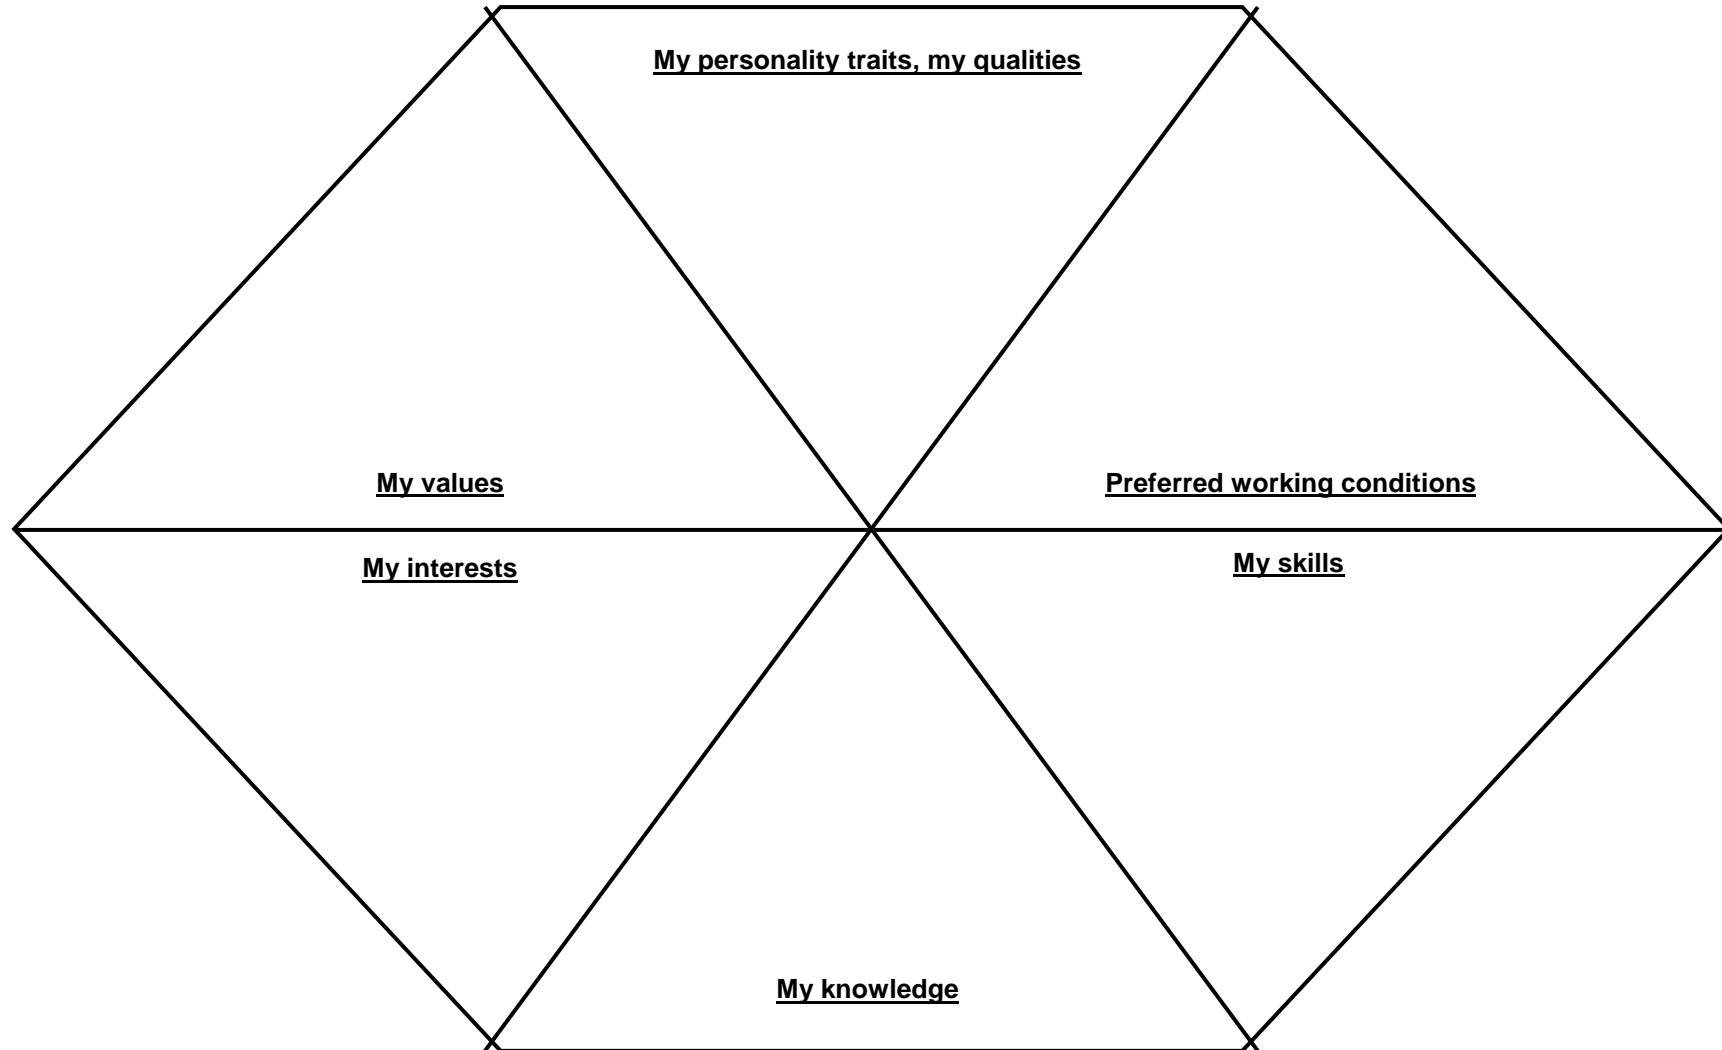 My personality traits, my qualities
My values
Preferred working conditions
My interests
My skills
My knowledge